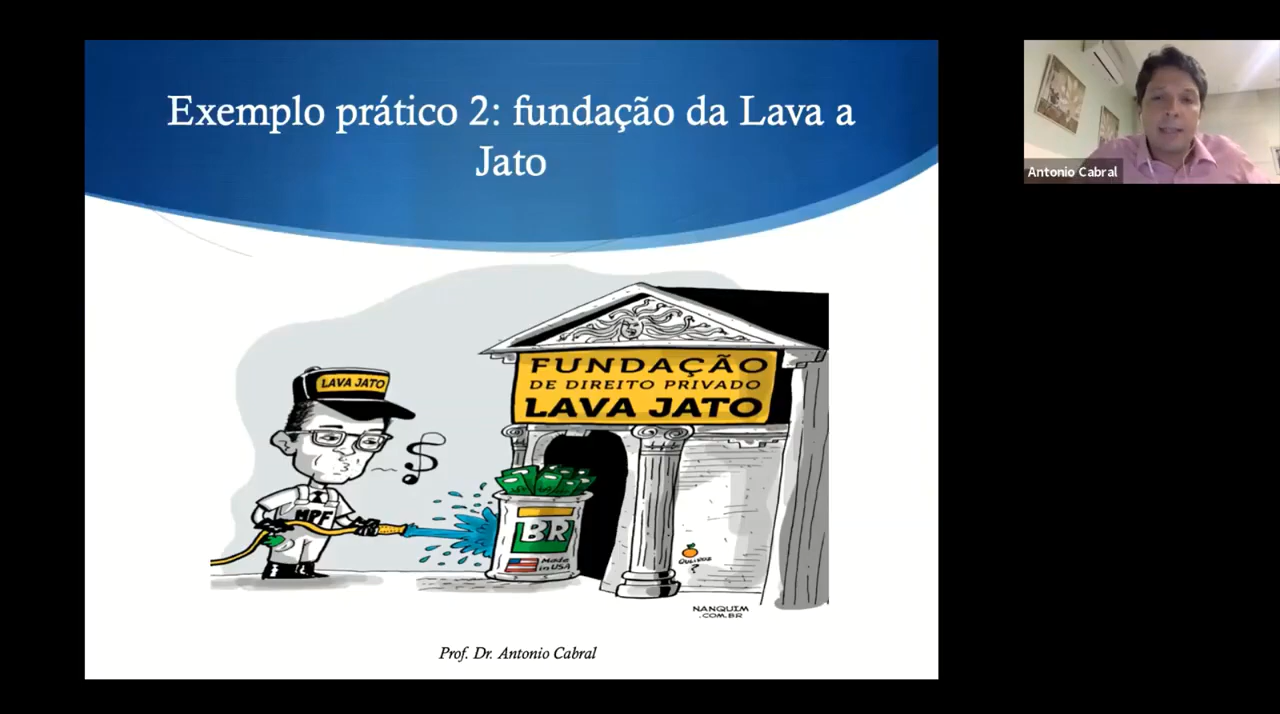 Exemplo prático 2: fundação da Lava a
Jato
Antonio Cabral
FUNDAÇÃO
DE DIREITO PRIVADO
LAVA JATO
LAVA JATO
MPF
BR
Made
in USA
QUEIROZ
?
NANQUIM
.COM.BR
Prof. Dr. Antonio Cabral